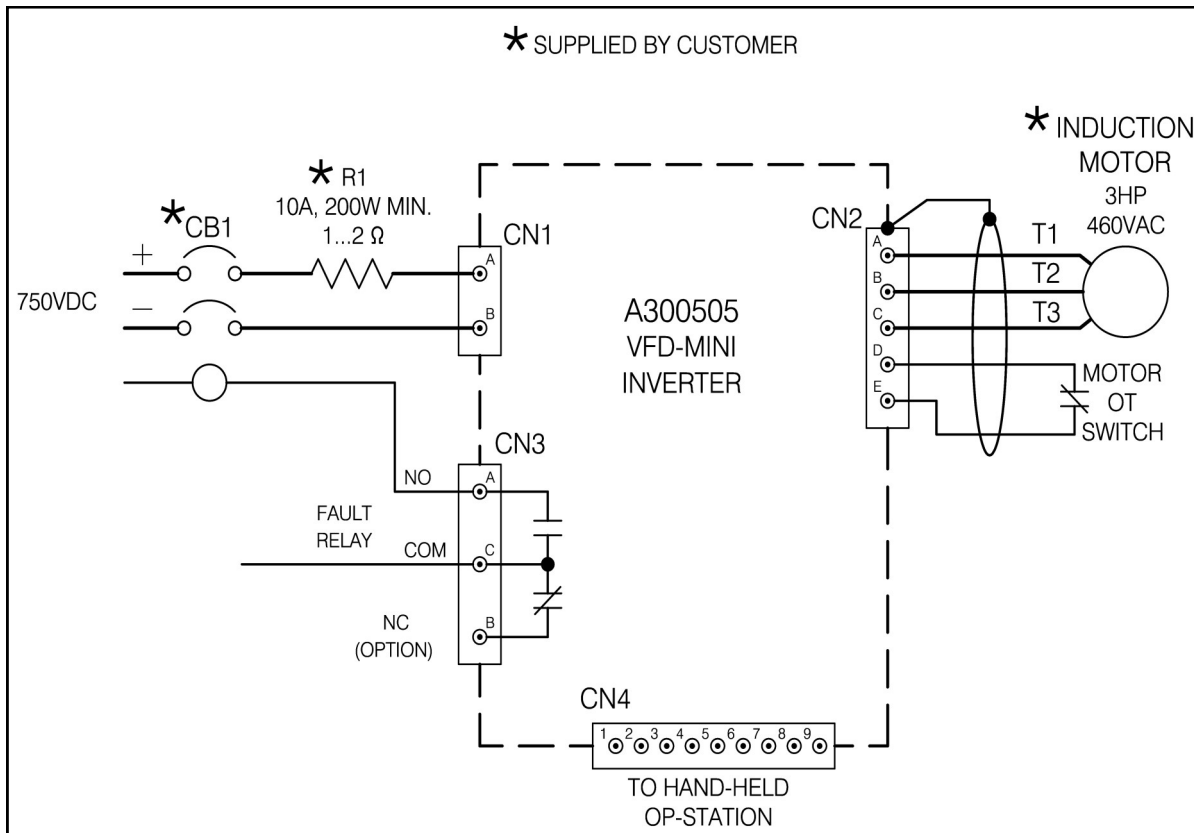 * SUPPLIED BY CUSTOMER
* INDUCTION
MOTOR
3HP
460VAC
* R1
10A, 200W MIN.
1...2 Ω
* CB1
CN1
CN2
+
A
A
T1
750VDC
—
B
B
T2
C
T3
A300505
VFD-MINI
INVERTER
D
E
MOTOR
OT
SWITCH
CN3
NO
A
FAULT
RELAY
COM
C
NC
(OPTION)
B
CN4
1 2 3 4 5 6 7 8 9
TO HAND-HELD
OP-STATION